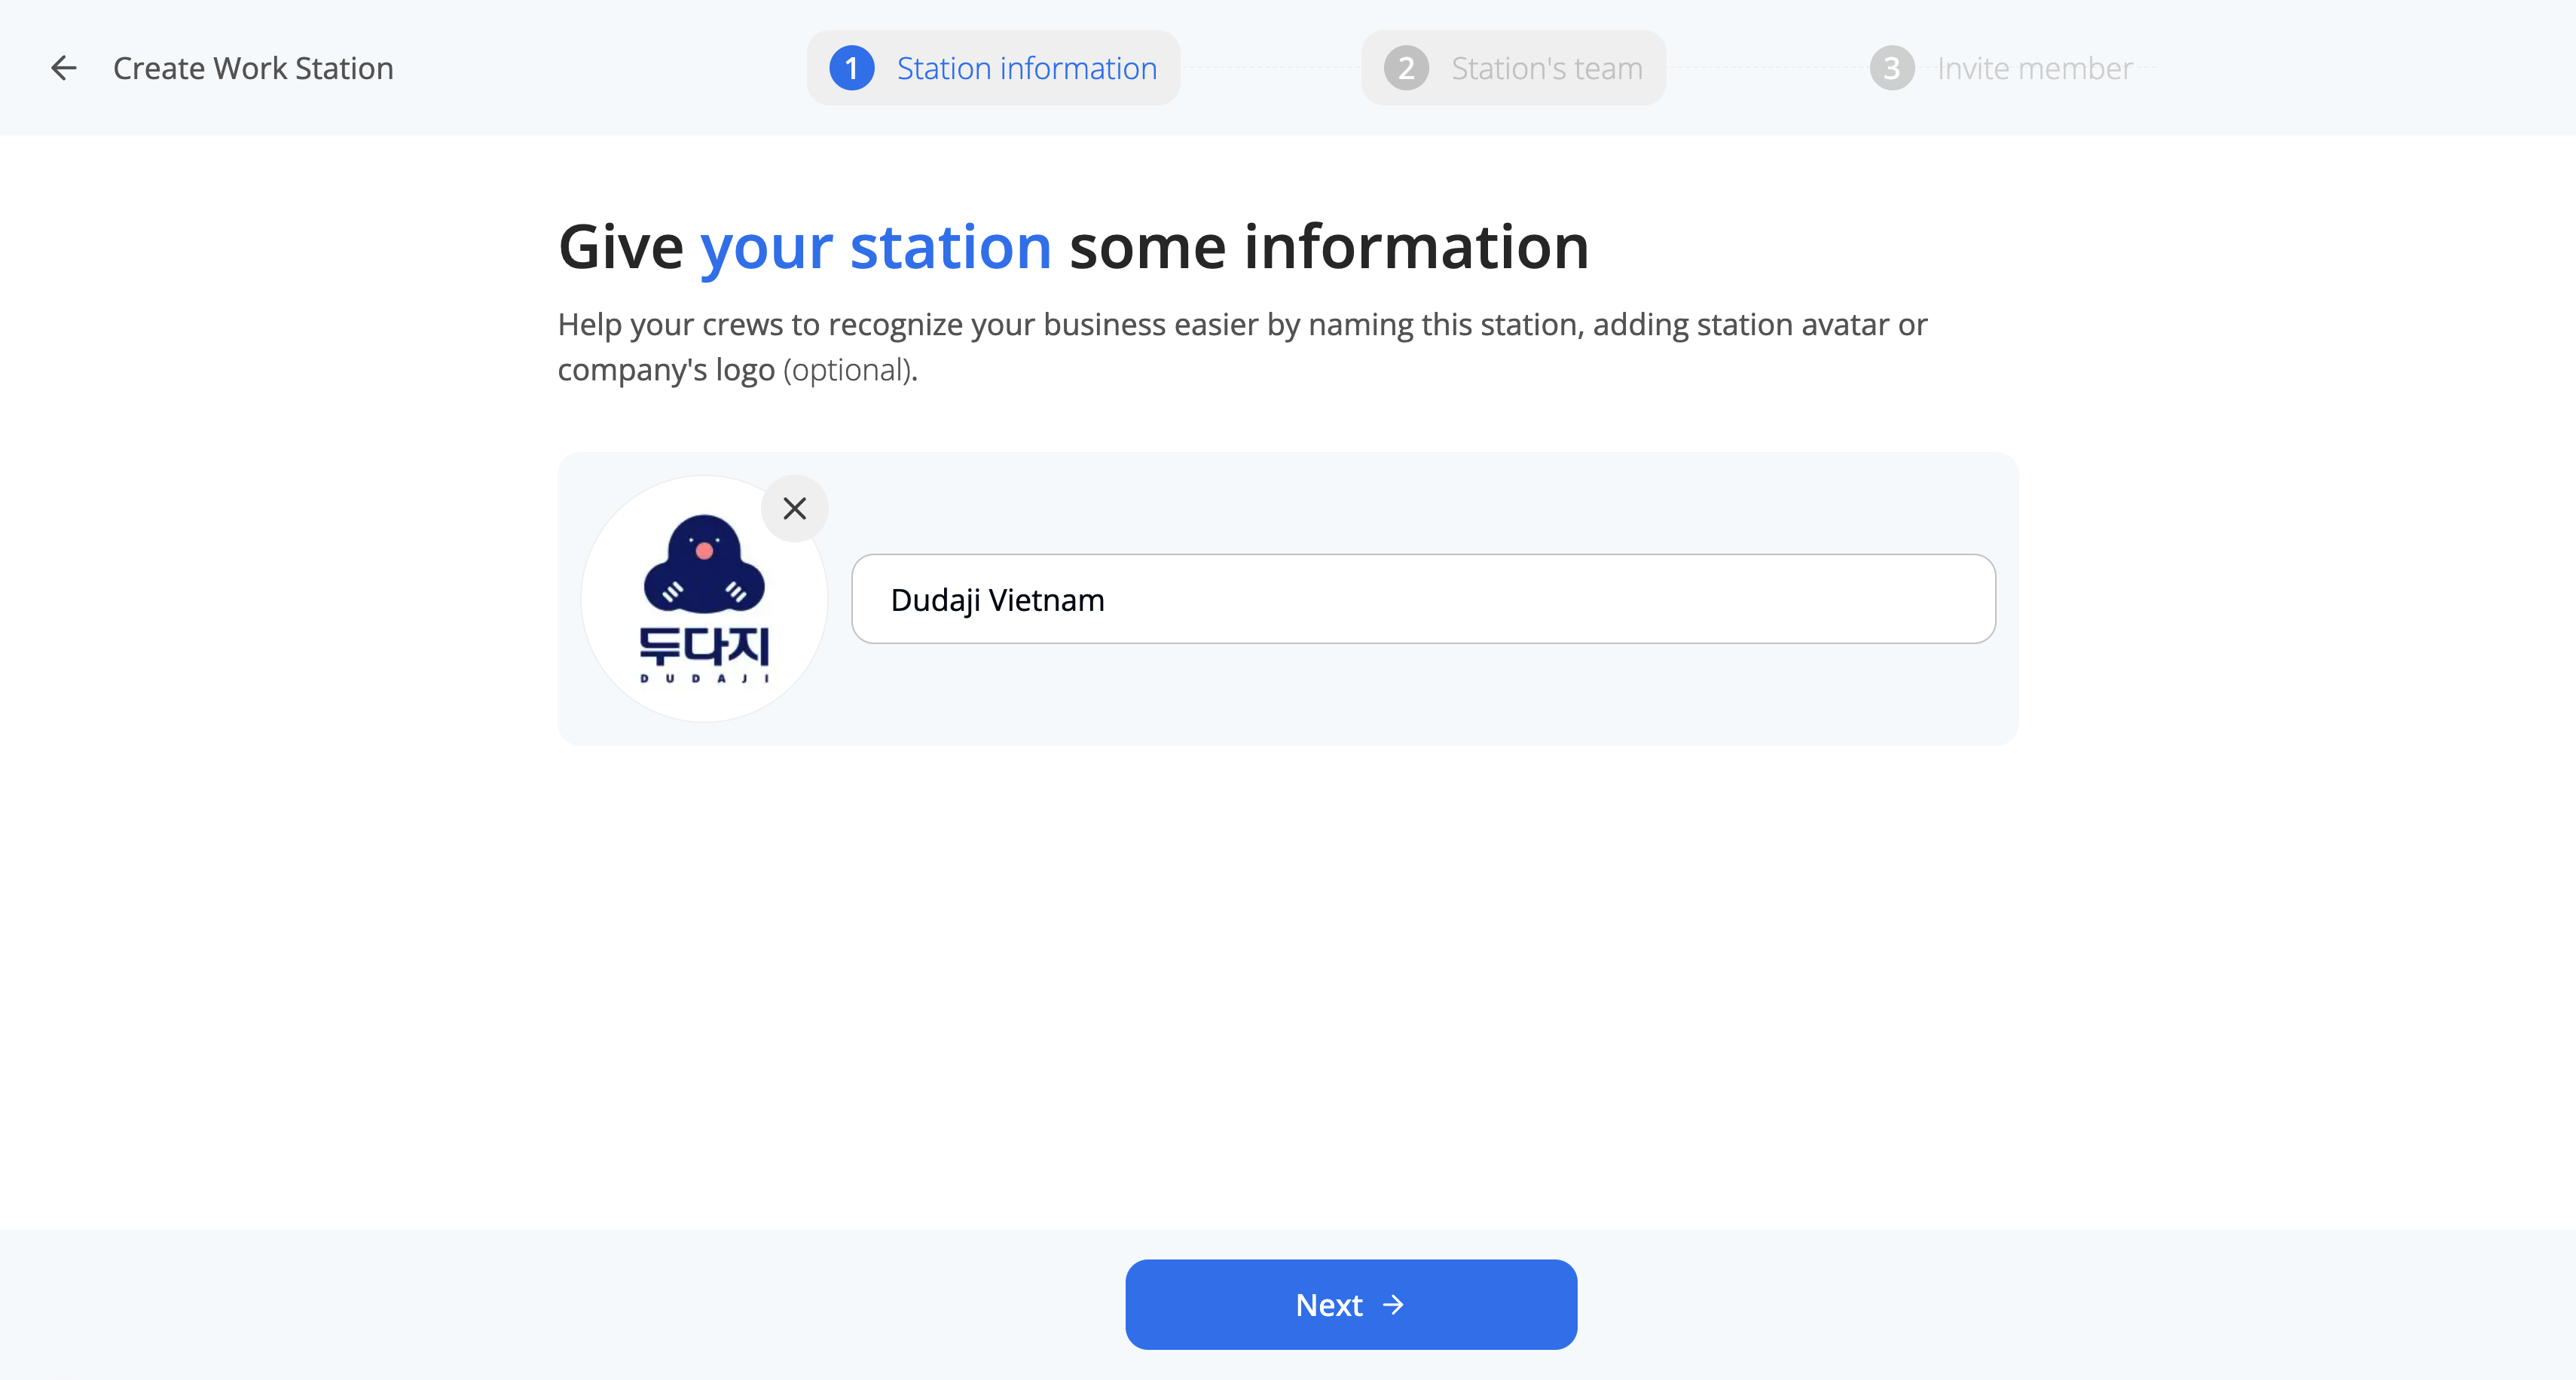 Create Work Station
1 Station information
2 Station's team
3 Invite member
Give your station some information
Help your crews to recognize your business easier by naming this station, adding station avatar or
company's logo (optional).
두다지
DUDAJI
Dudaji Vietnam
Next